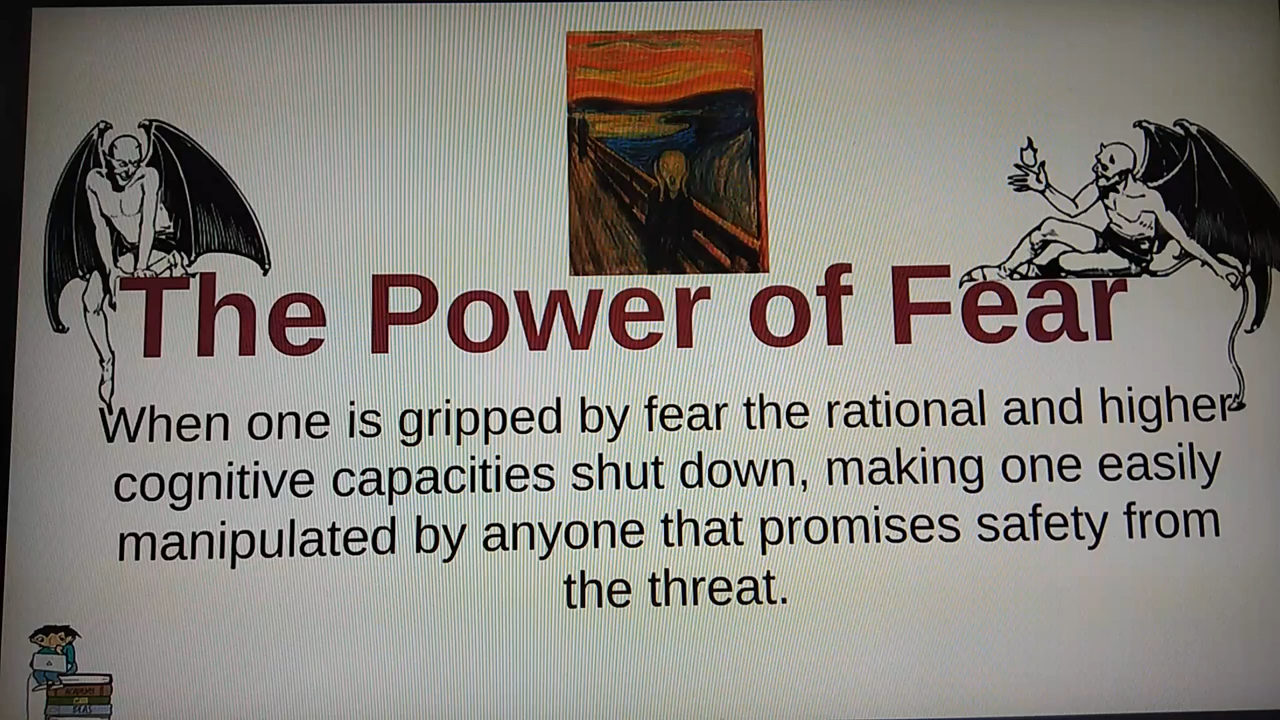 The Power of Fear
When one is gripped by fear the rational and higher
cognitive capacities shut down, making one easily
manipulated by anyone that promises safety from
the threat.
ACADEMY